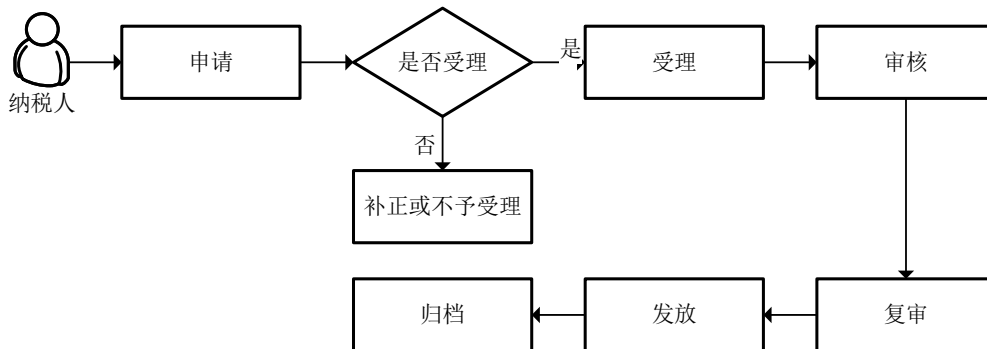 纳税人
申请
是否受理
是
受理
审核
否
补正或不予受理
归档
发放
复审